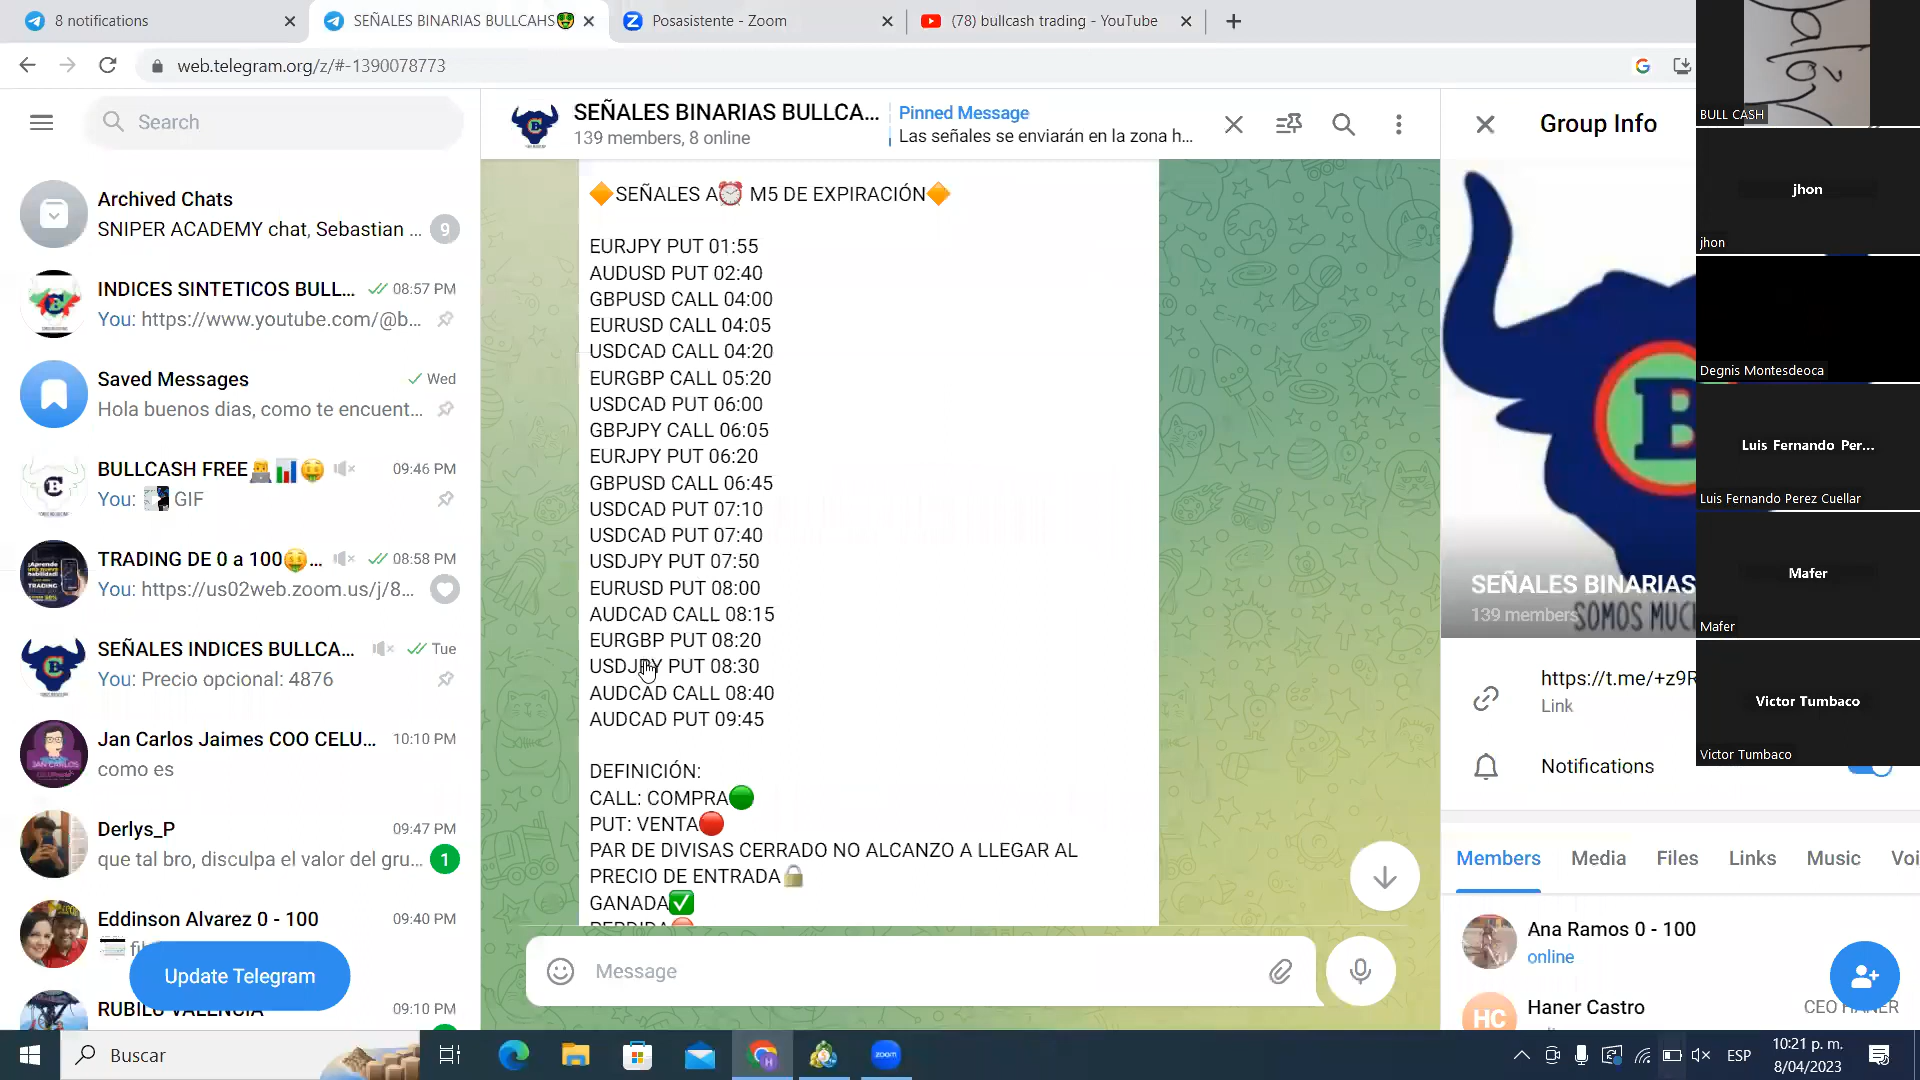 8 notifications
SEÑALES BINARIAS BULLCAHS🤑
Posasistente - Zoom
(78) bullcash trading - YouTube
web.telegram.org/z/#-1390078773
Search
Archived Chats
SNIPER ACADEMY chat, Sebastian ...
9
INDICES SINTETICOS BULL...
08:57 PM
You: https://www.youtube.com/@b...
Saved Messages
Wed
Hola buenos dias, como te encuent...
BULLCASH FREE👨‍💻📊🤑
09:46 PM
You: GIF
TRADING DE 0 a 100🤑...
08:58 PM
You: https://us02web.zoom.us/j/8...
SEÑALES INDICES BULLCA...
Tue
You: Precio opcional: 4876
Jan Carlos Jaimes COO CELU...
10:10 PM
como es
Derlys_P
09:47 PM
que tal bro, disculpa el valor del gru...
1
Eddinson Alvarez 0 - 100
09:40 PM
Update Telegram
RUBILU VALENCIA
09:10 PM
SEÑALES BINARIAS BULLCA...
139 members, 8 online
Pinned Message
Las señales se enviarán en la zona h...
🔶SEÑALES A⏰ M5 DE EXPIRACIÓN🔶
EURJPY PUT 01:55
AUDUSD PUT 02:40
GBPUSD CALL 04:00
EURUSD CALL 04:05
USDCAD CALL 04:20
EURGBP CALL 05:20
USDCAD PUT 06:00
GBPJPY CALL 06:05
EURJPY PUT 06:20
GBPUSD CALL 06:45
USDCAD PUT 07:10
USDCAD PUT 07:40
USDJPY PUT 07:50
EURUSD PUT 08:00
AUDCAD CALL 08:15
EURGBP PUT 08:20
USDJPY PUT 08:30
AUDCAD CALL 08:40
AUDCAD PUT 09:45
DEFINICIÓN:
CALL: COMPRA🟢
PUT: VENTA🔴
PAR DE DIVISAS CERRADO NO ALCANZO A LLEGAR AL
PRECIO DE ENTRADA🔒
GANADA✅
Message
Group Info
SEÑALES BINARIAS
139 members
SOMOS MUC
https://t.me/+z9R
Link
Notifications
Members
Media
Files
Links
Music
Voi
Ana Ramos 0 - 100
online
HC
Haner Castro
CEO HANER
BULL CASH
jhon
jhon
Degnis Montesdeoca
Luis Fernando Per...
Luis Fernando Perez Cuellar
Mafer
Mafer
Victor Tumbaco
Victor Tumbaco
Buscar
zoom
ESP
10:21 p. m.
8/04/2023